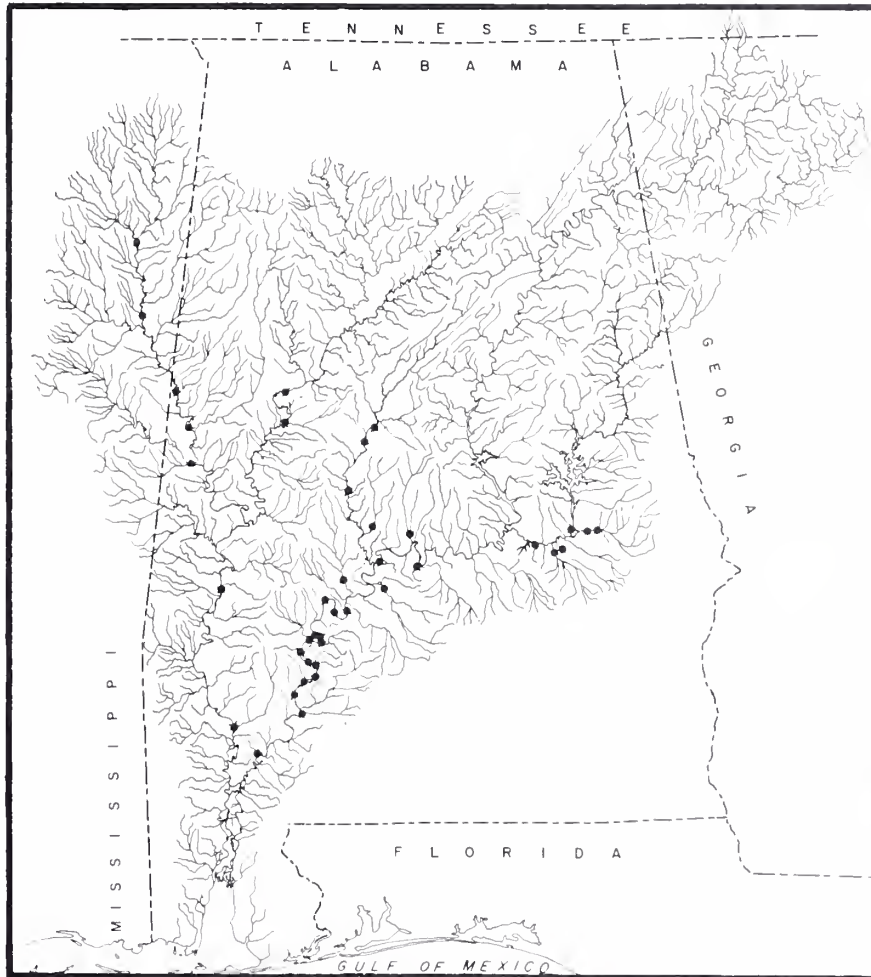 TENNESSEE
ALABAMA
GEORGIA
MISSISSIPPI
FLORIDA
GULF OF MEXICO